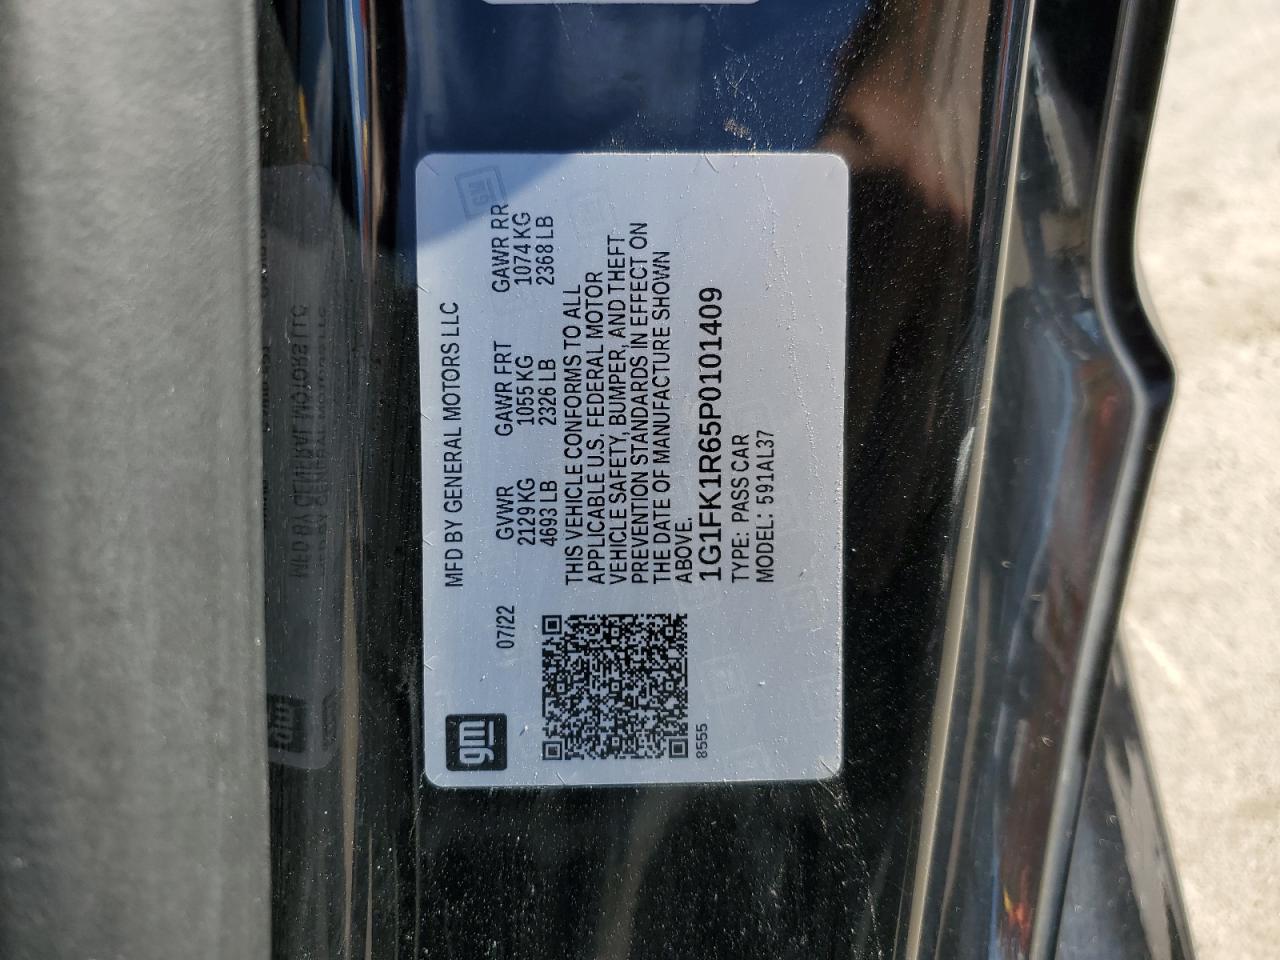 gm
MFD BY GENERAL MOTORS LLC
07/22
GVWR GAWR FRT GAWR RR
2129 KG 1055 KG 1074 KG
4693 LB 2326 LB 2368 LB
THIS VEHICLE CONFORMS TO ALL
APPLICABLE U.S. FEDERAL MOTOR
VEHICLE SAFETY, BUMPER, AND THEFT
PREVENTION STANDARDS IN EFFECT ON
THE DATE OF MANUFACTURE SHOWN
ABOVE.
1G1FK1R65P0101409
TYPE: PASS CAR
MODEL: 591AL37
8555